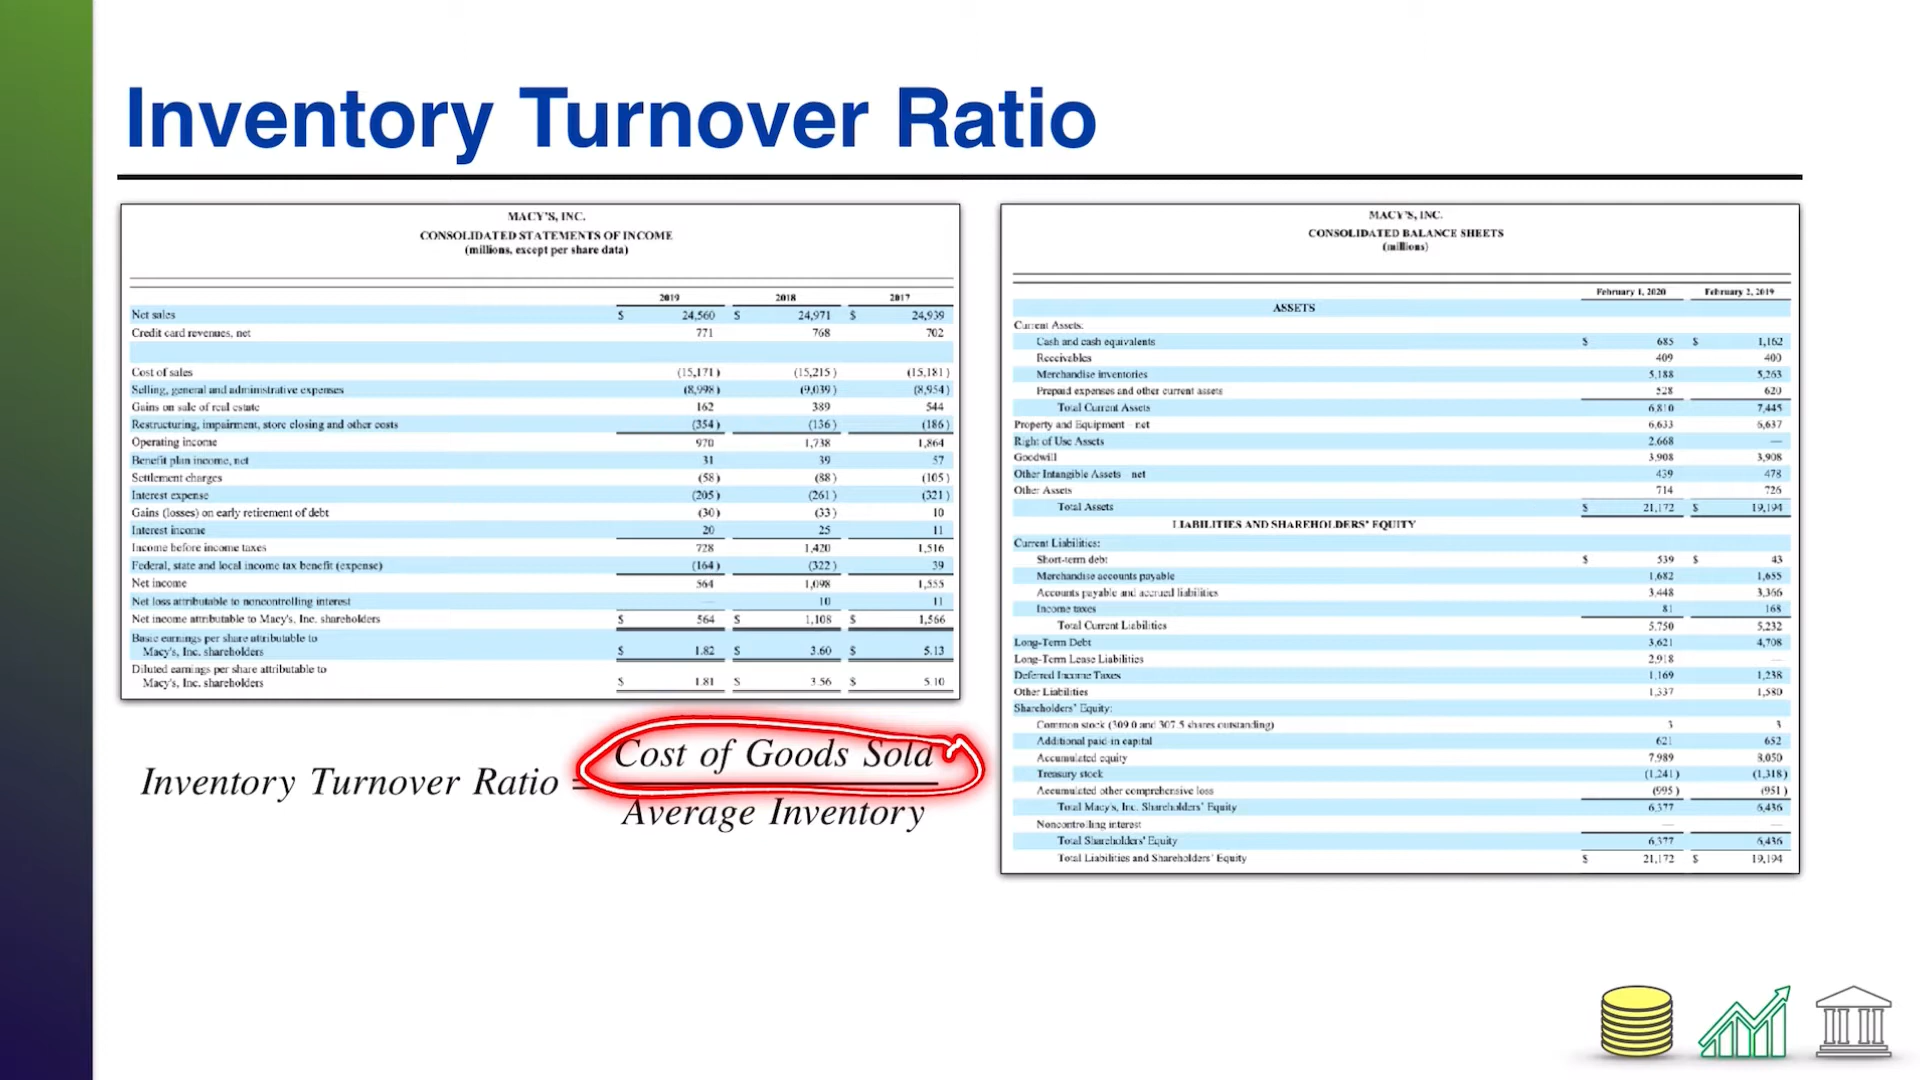 Inventory Turnover Ratio
MACY'S, INC.
CONSOLIDATED STATEMENTS OF INCOME
(millions, except per share data)
2019 2018 2017
Net sales $ 24,560 $ 24,971 $ 24,939
Credit card revenues, net 771 768 702
Cost of sales (15,171) (15,215) (15,181)
Selling, general and administrative expenses (8,998) (9,039) (8,954)
Gains on sale of real estate 162 389 544
Restructuring, impairment, store closing and other costs (354) (136) (186)
Operating income 970 1,738 1,864
Benefit plan income, net 31 39 57
Settlement charges (58) (88) (105)
Interest expense (205) (261) (321)
Gains (losses) on early retirement of debt (30) (33) 10
Interest income 20 25 11
Income before income taxes 728 1,420 1,516
Federal, state and local income tax benefit (expense) (164) (322) 39
Net income 564 1,098 1,555
Net loss attributable to noncontrolling interest — 10 11
Net income attributable to Macy's, Inc. shareholders $ 564 $ 1,108 $ 1,566
Basic earnings per share attributable to
Macy's, Inc. shareholders $ 1.82 $ 3.60 $ 5.13
Diluted earnings per share attributable to
Macy's, Inc. shareholders $ 1.81 $ 3.56 $ 5.10
Inventory Turnover Ratio = Cost of Goods Sold
Average Inventory
MACY'S, INC.
CONSOLIDATED BALANCE SHEETS
(millions)
February 1, 2020 February 2, 2019
ASSETS
Current Assets:
Cash and cash equivalents $ 685 $ 1,162
Receivables 409 400
Merchandise inventories 5,188 5,263
Prepaid expenses and other current assets 528 620
Total Current Assets 6,810 7,445
Property and Equipment – net 6,633 6,637
Right of Use Assets 2,668 —
Goodwill 3,908 3,908
Other Intangible Assets – net 439 478
Other Assets 714 726
Total Assets $ 21,172 $ 19,194
LIABILITIES AND SHAREHOLDERS' EQUITY
Current Liabilities:
Short-term debt $ 539 $ 43
Merchandise accounts payable 1,682 1,655
Accounts payable and accrued liabilities 3,448 3,366
Income taxes 81 168
Total Current Liabilities 5,750 5,232
Long-Term Debt 3,621 4,708
Long-Term Lease Liabilities 2,918 —
Deferred Income Taxes 1,169 1,238
Other Liabilities 1,337 1,580
Shareholders' Equity:
Common stock (309.0 and 307.5 shares outstanding) 3 3
Additional paid-in capital 621 652
Accumulated equity 7,989 8,050
Treasury stock (1,241) (1,318)
Accumulated other comprehensive loss (995) (951)
Total Macy's, Inc. Shareholders' Equity 6,377 6,436
Noncontrolling interest — —
Total Shareholders' Equity 6,377 6,436
Total Liabilities and Shareholders' Equity $ 21,172 $ 19,194